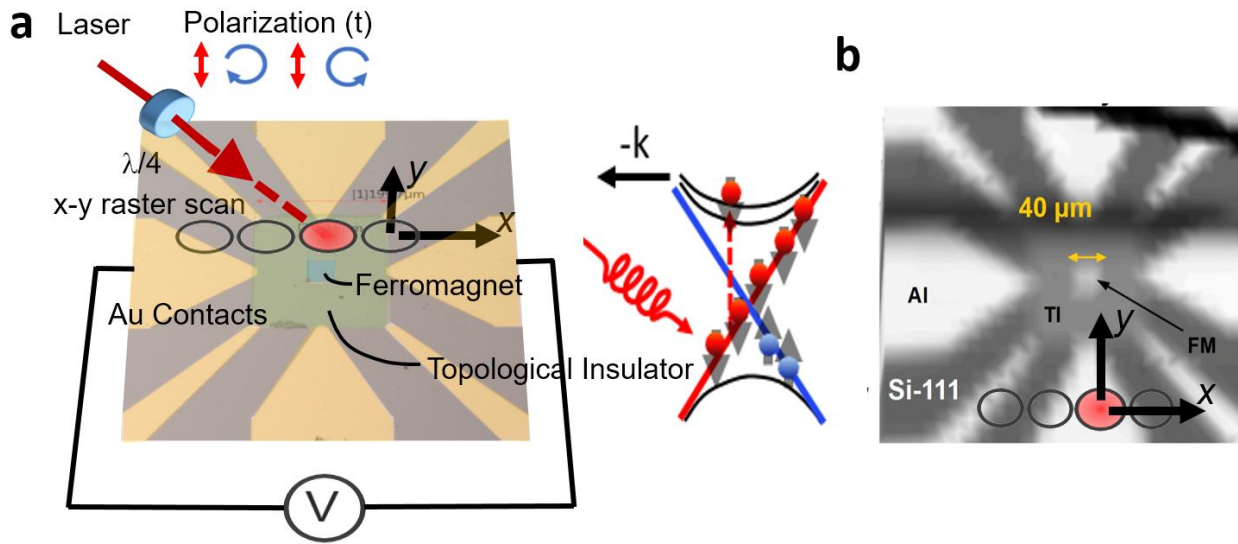 a
Laser
Polarization (t)
λ/4
x-y raster scan
y
x
Ferromagnet
Au Contacts
Topological Insulator
V
-k
b
40 µm
Al
TI
y
FM
Si-111
x